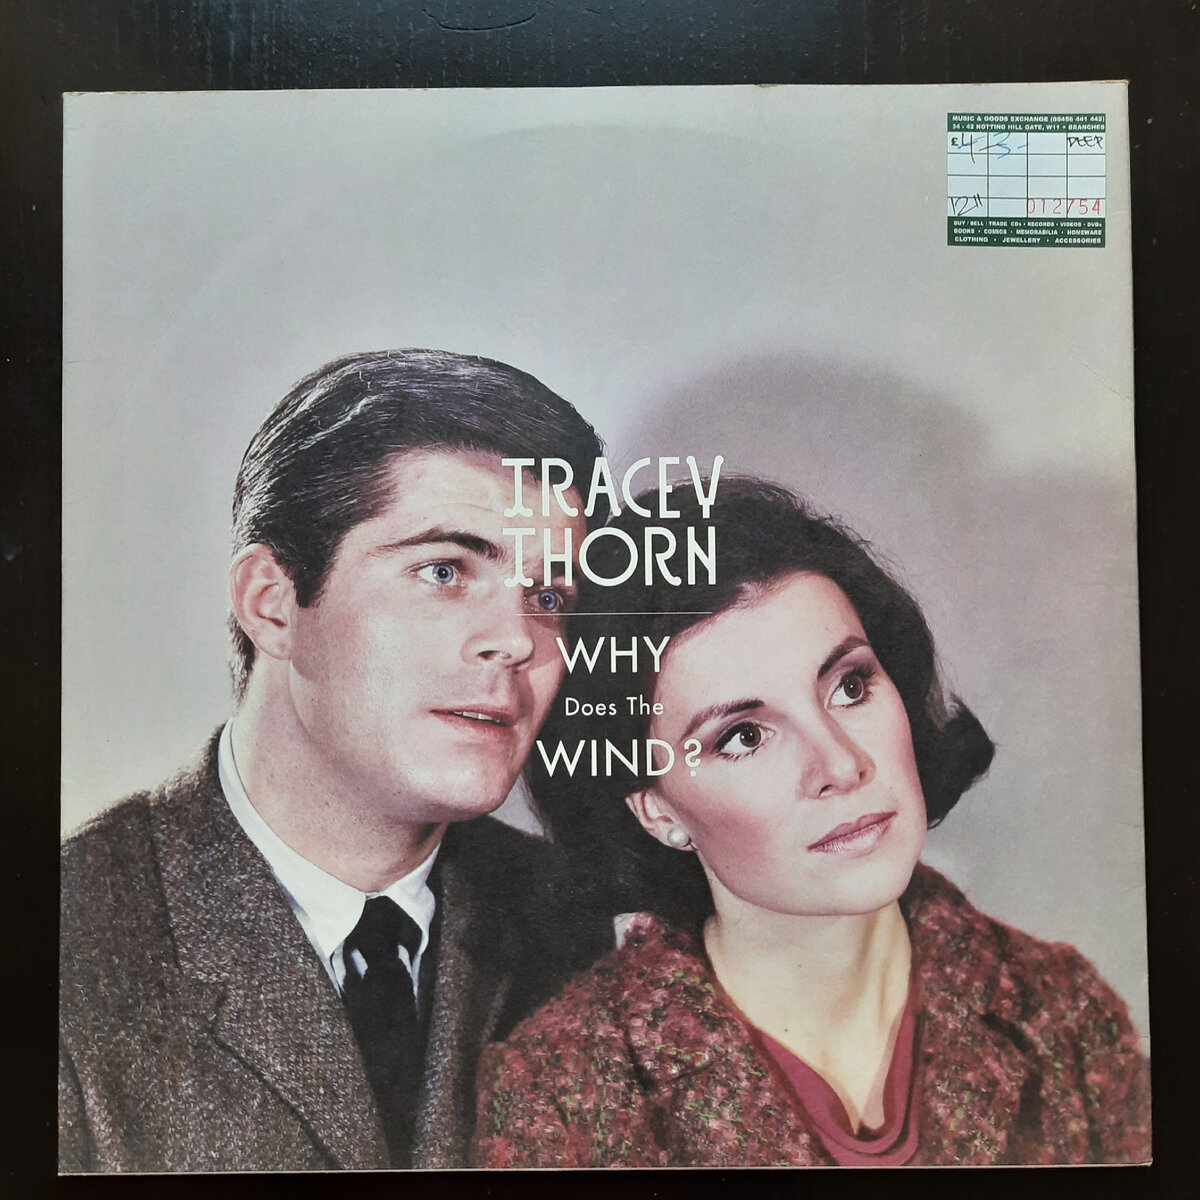 MUSIC & GOODS EXCHANGE (08456 441 442)
34 - 42 NOTTING HILL GATE, W11 + BRANCHES
£4 3 DEEP
12" 012754
BUY / SELL / TRADE CDs • RECORDS • VIDEOS • DVDs
BOOKS • COMICS • MEMORABILIA • HOMEWARE
CLOTHING • JEWELLERY • ACCESSORIES
TRACEY
THORN
WHY
Does The
WIND?